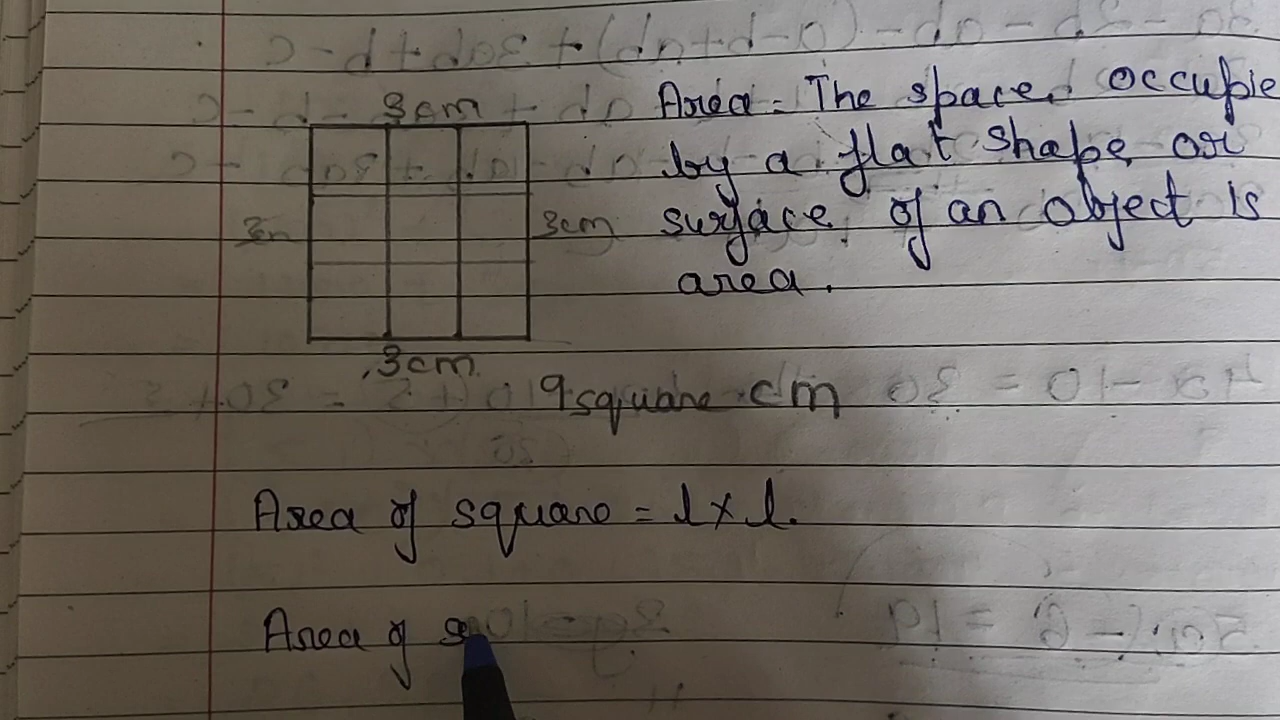 3cm
Area - The space occupie
by a flat shape or
3cm
surface of an object is
area.
3cm
9 square cm
Area of square = l x l.
Area of